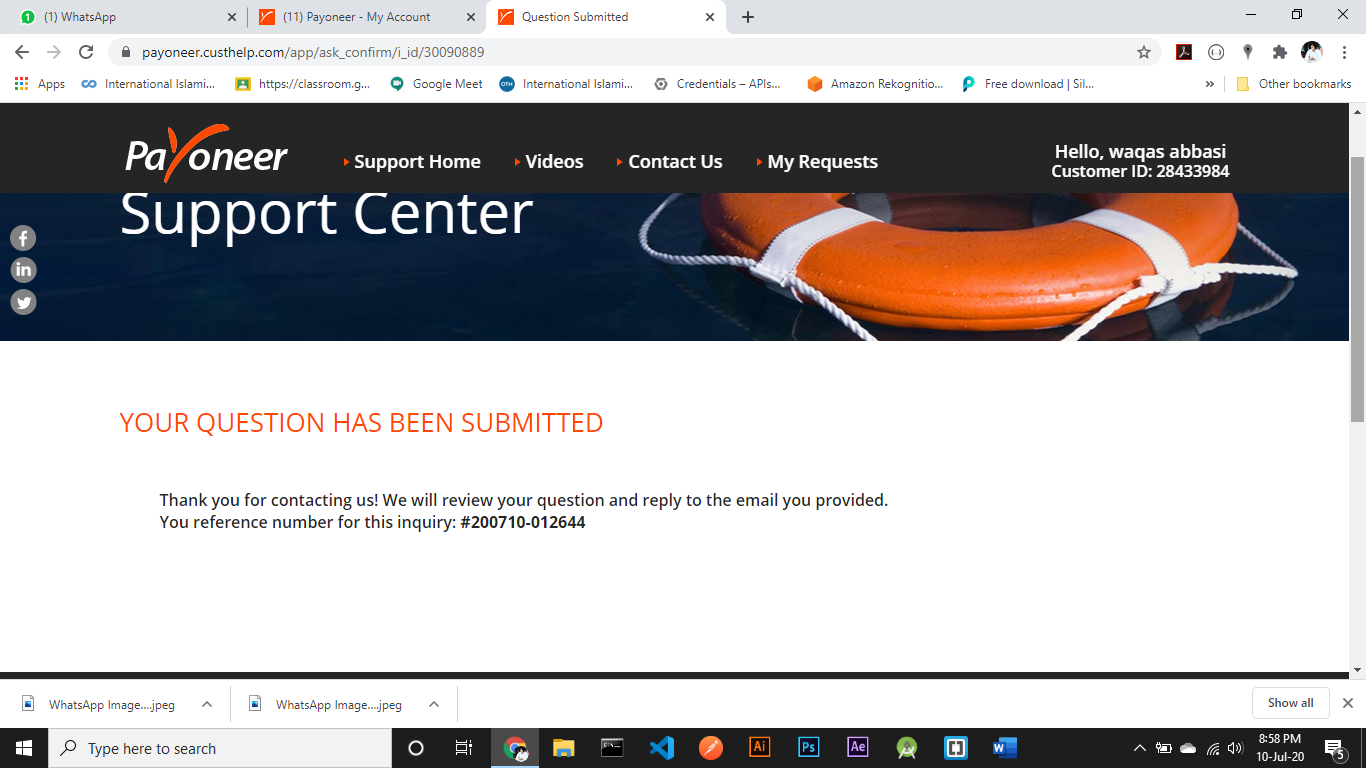 (1) WhatsApp
(11) Payoneer - My Account
Question Submitted
payoneer.custhelp.com/app/ask_confirm/i_id/30090889
Apps
International Islami...
https://classroom.g...
Google Meet
OTH
International Islami...
Credentials – APIs...
Amazon Rekognitio...
Free download | Sil...
»
Other bookmarks
Payoneer
Support Home
Videos
Contact Us
My Requests
Hello, waqas abbasi
Customer ID: 28433984
Support Center
YOUR QUESTION HAS BEEN SUBMITTED
Thank you for contacting us! We will review your question and reply to the email you provided.
You reference number for this inquiry: #200710-012644
WhatsApp Image....jpeg
WhatsApp Image....jpeg
Show all
Type here to search
Ai
Ps
Ae
W
8:58 PM
10-Jul-20
5